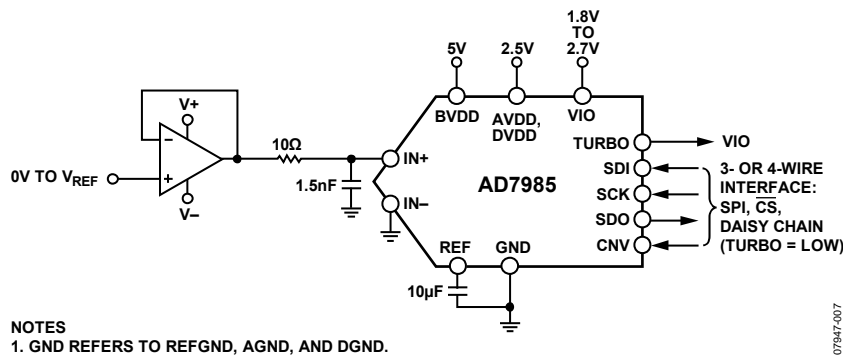 1.8V
TO
2.7V
5V
2.5V
BVDD
AVDD,
DVDD
VIO
V+
–
+
V–
0V TO VREF
10Ω
1.5nF
IN+
IN–
AD7985
TURBO
VIO
SDI
SCK
SDO
CNV
3- OR 4-WIRE
INTERFACE:
SPI, C̅S̅,
DAISY CHAIN
(TURBO = LOW)
REF
GND
10µF
NOTES
1. GND REFERS TO REFGND, AGND, AND DGND.
07947-007